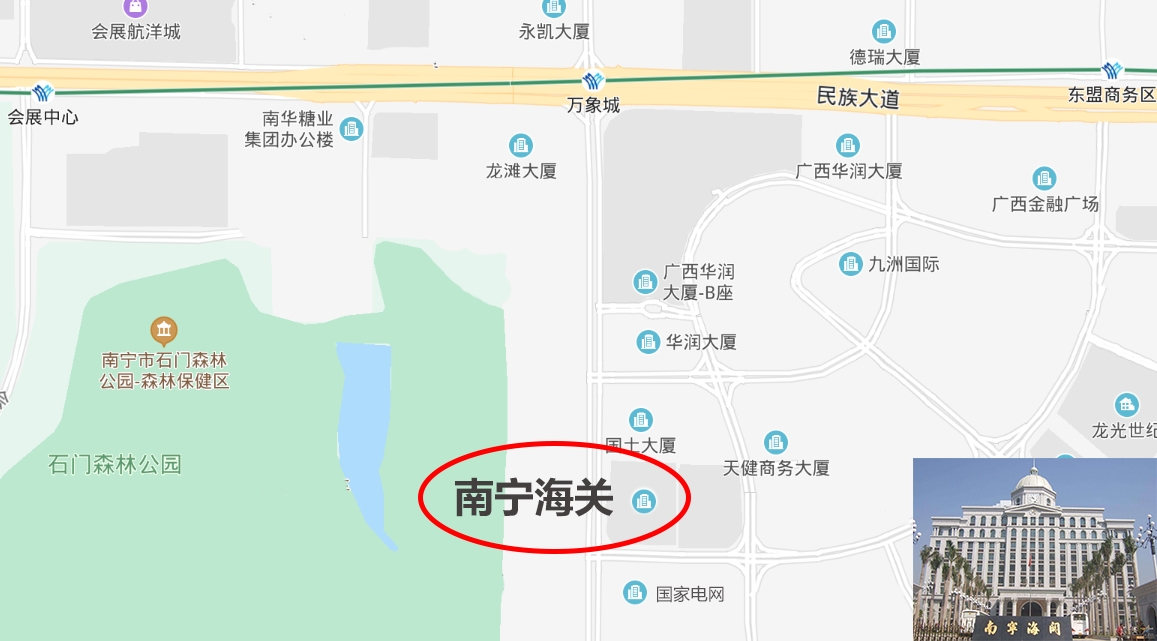 会展航洋城
永凯大厦
德瑞大厦
会展中心
万象城
民族大道
东盟商务区
南华糖业
集团办公楼
龙滩大厦
广西华润大厦
广西金融广场
广西华润
大厦-B座
九洲国际
华润大厦
南宁市石门森林
公园-森林保健区
石门森林公园
国土大厦
天健商务大厦
龙光世纪
南宁海关
国家电网
南宁海关